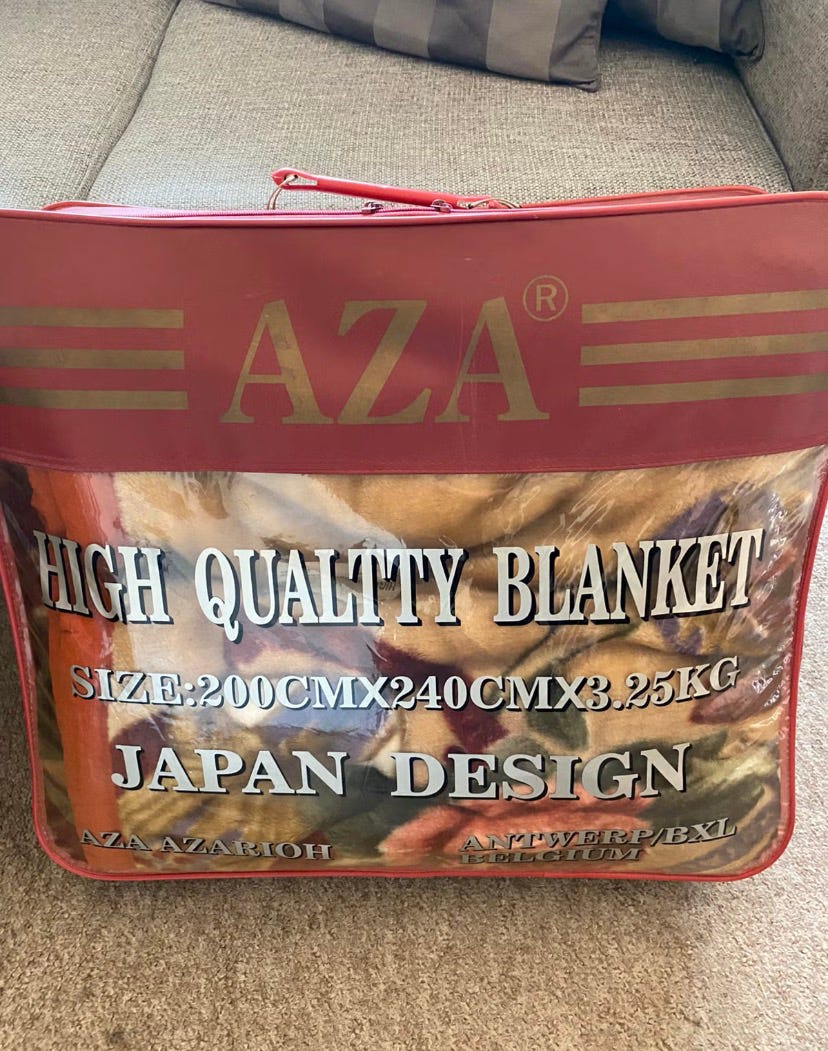 AZA®
HIGH QUALTTY BLANKET
SIZE:200CMX240CMX3.25KG
JAPAN DESIGN
AZA AZARIOH ANTWERP/BXL
BELGIUM